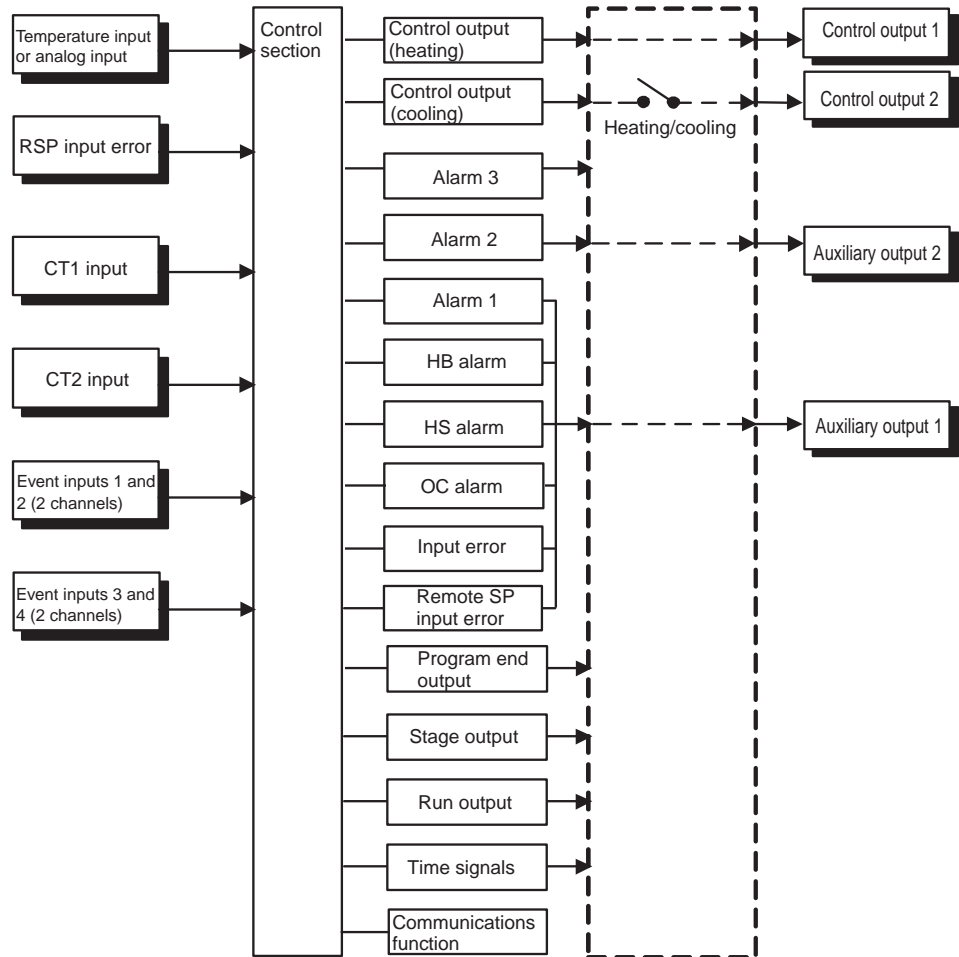 Temperature input
or analog input
RSP input error
CT1 input
CT2 input
Event inputs 1 and
2 (2 channels)
Event inputs 3 and
4 (2 channels)
Control
section
Control output
(heating)
Control output
(cooling)
Alarm 3
Alarm 2
Alarm 1
HB alarm
HS alarm
OC alarm
Input error
Remote SP
input error
Program end
output
Stage output
Run output
Time signals
Communications
function
Heating/cooling
Control output 1
Control output 2
Auxiliary output 2
Auxiliary output 1